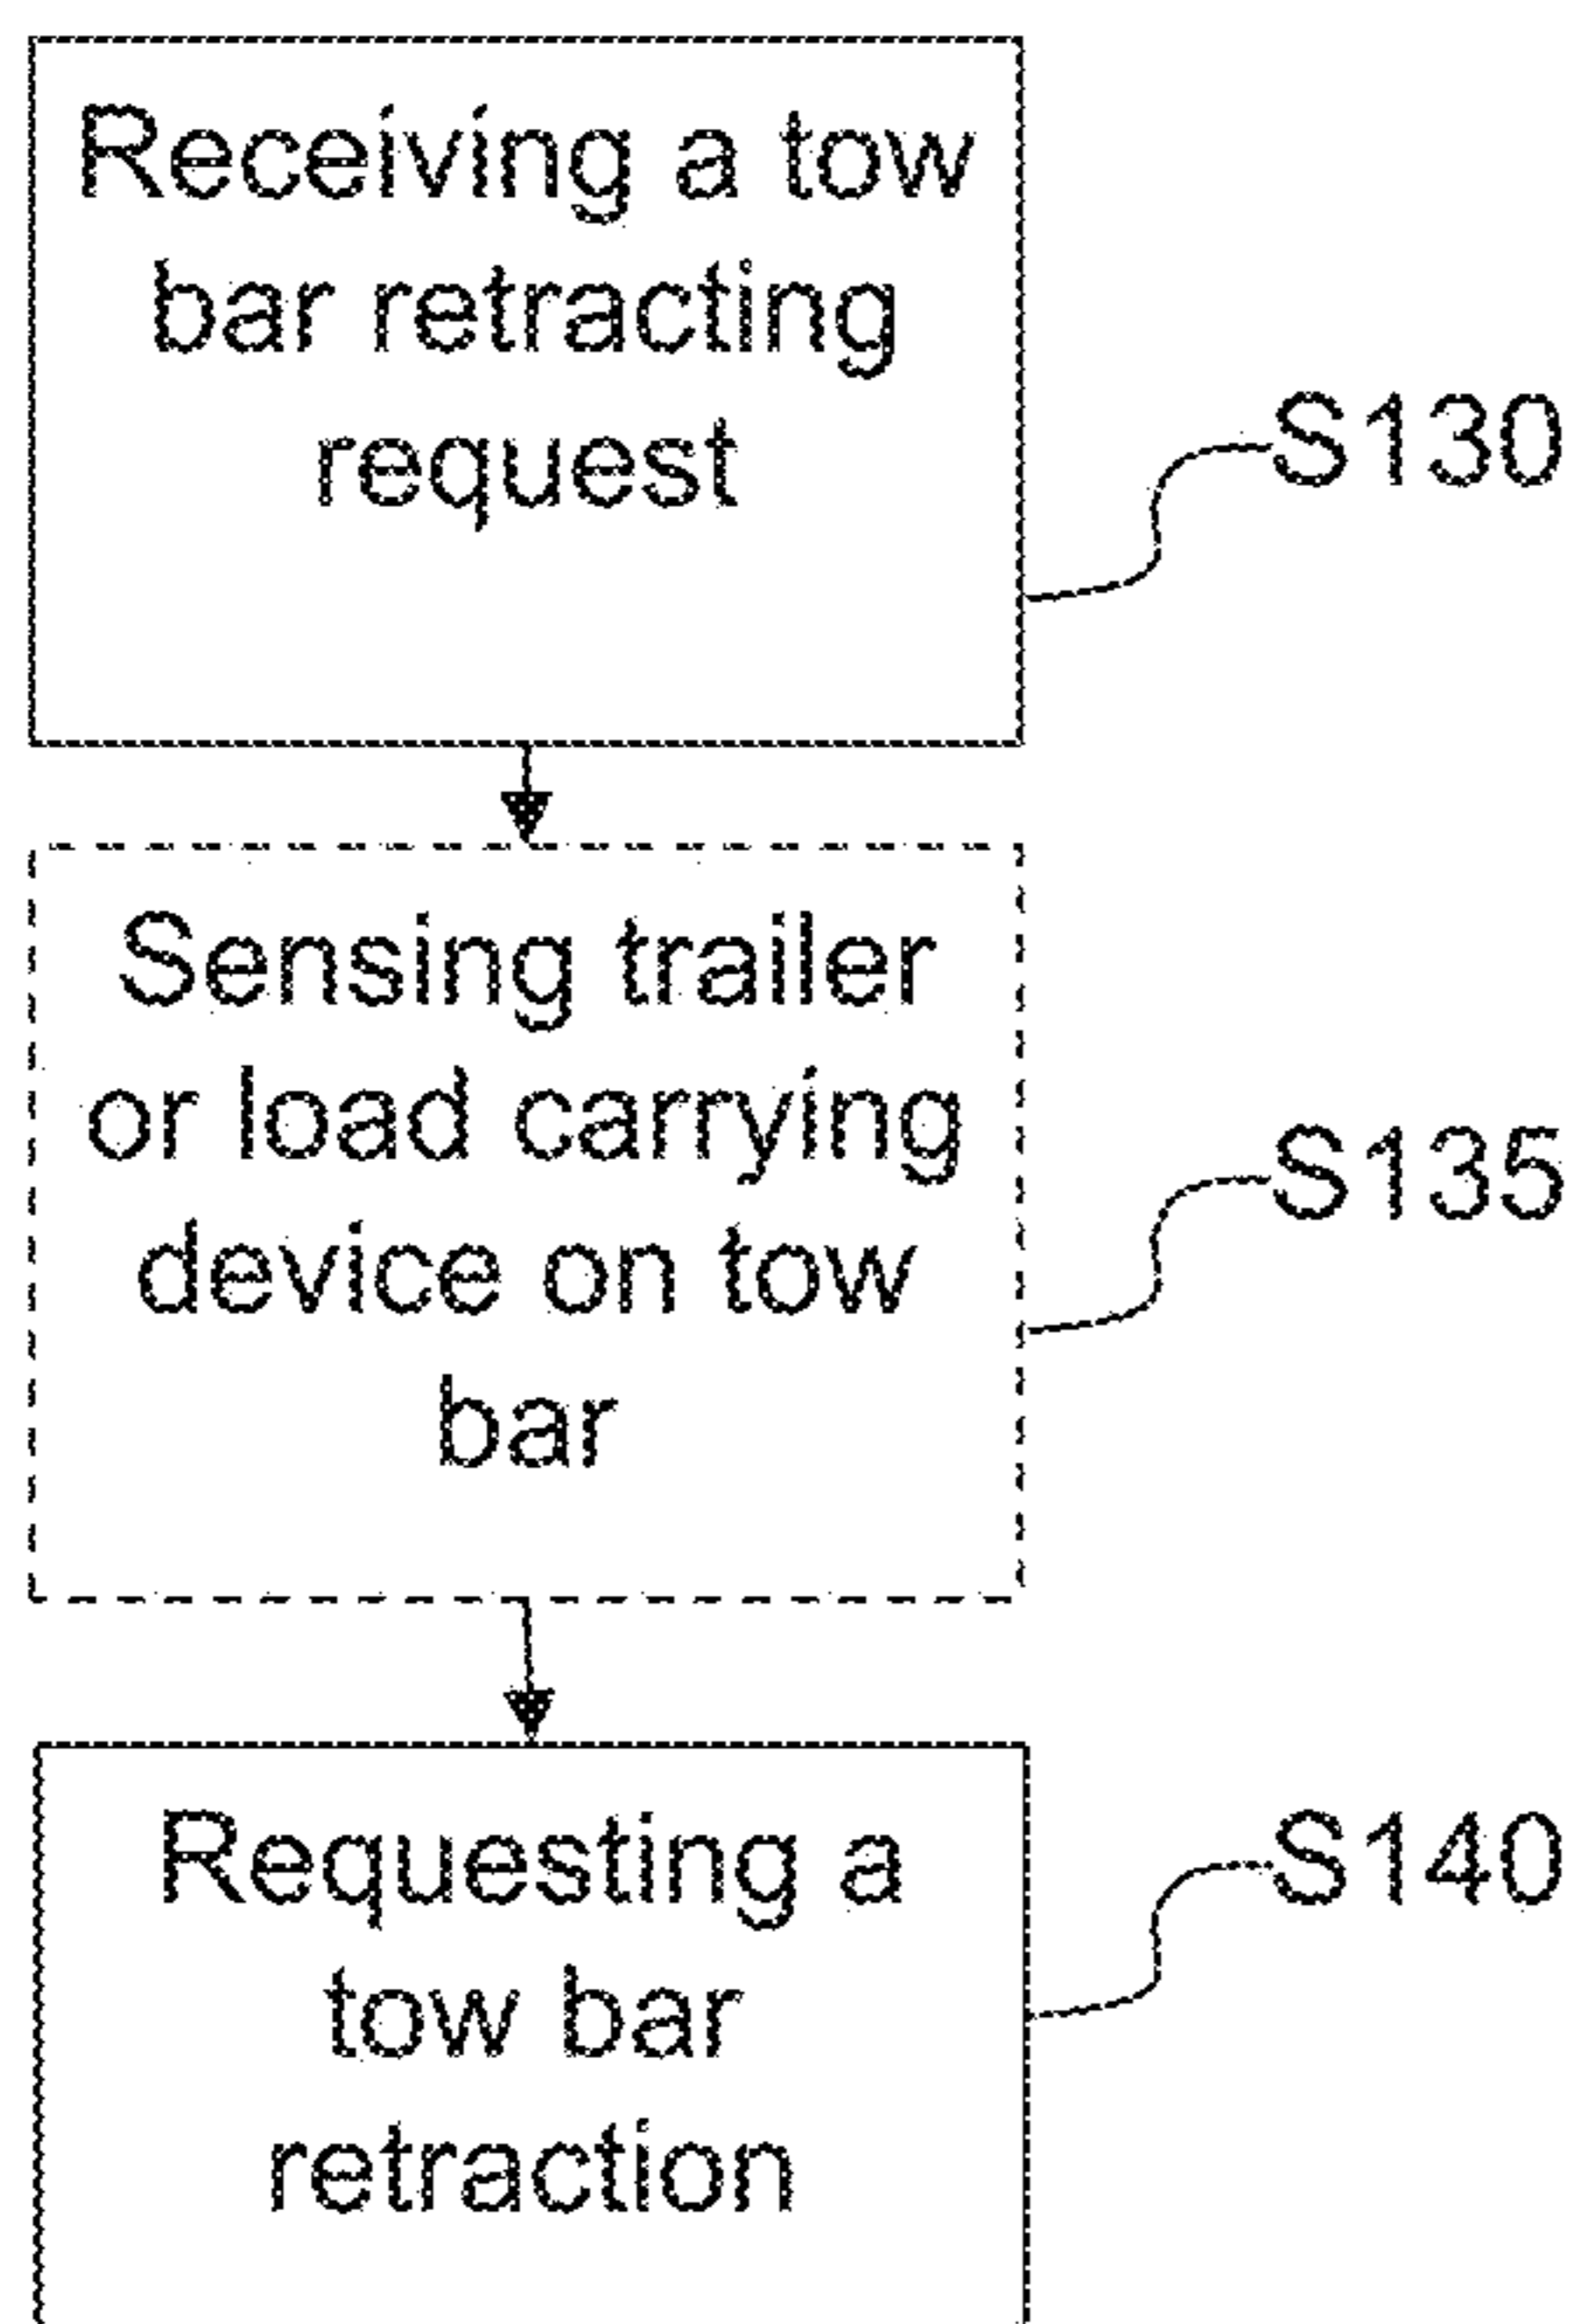 Receiving a tow
bar retracting
request
S130
Sensing trailer
or load carrying
device on tow
bar
S135
Requesting a
tow bar
retraction
S140